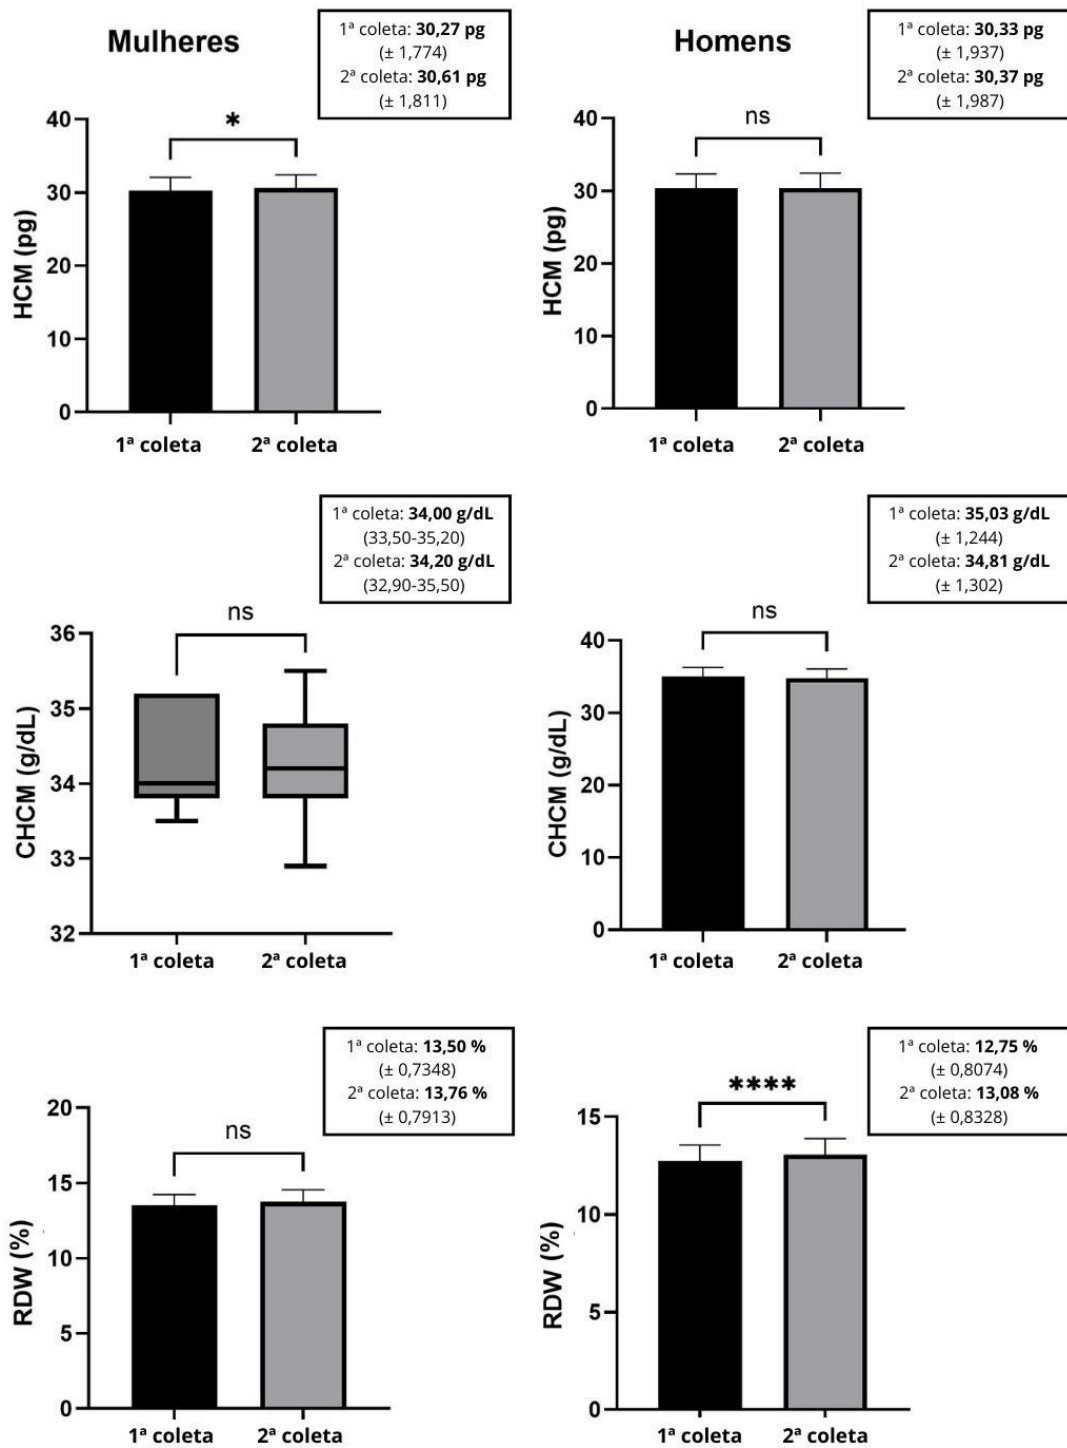 Mulheres
1ª coleta: 30,27 pg
(± 1,774)
2ª coleta: 30,61 pg
(± 1,811)
*
40
30
20
10
0
HCM (pg)
1ª coleta
2ª coleta
Homens
1ª coleta: 30,33 pg
(± 1,937)
2ª coleta: 30,37 pg
(± 1,987)
ns
40
30
20
10
0
HCM (pg)
1ª coleta
2ª coleta
1ª coleta: 34,00 g/dL
(33,50-35,20)
2ª coleta: 34,20 g/dL
(32,90-35,50)
ns
36
35
34
33
32
CHCM (g/dL)
1ª coleta
2ª coleta
1ª coleta: 35,03 g/dL
(± 1,244)
2ª coleta: 34,81 g/dL
(± 1,302)
ns
40
30
20
10
0
CHCM (g/dL)
1ª coleta
2ª coleta
1ª coleta: 13,50 %
(± 0,7348)
2ª coleta: 13,76 %
(± 0,7913)
ns
20
15
10
5
0
RDW (%)
1ª coleta
2ª coleta
1ª coleta: 12,75 %
(± 0,8074)
2ª coleta: 13,08 %
(± 0,8328)
****
15
10
5
0
RDW (%)
1ª coleta
2ª coleta